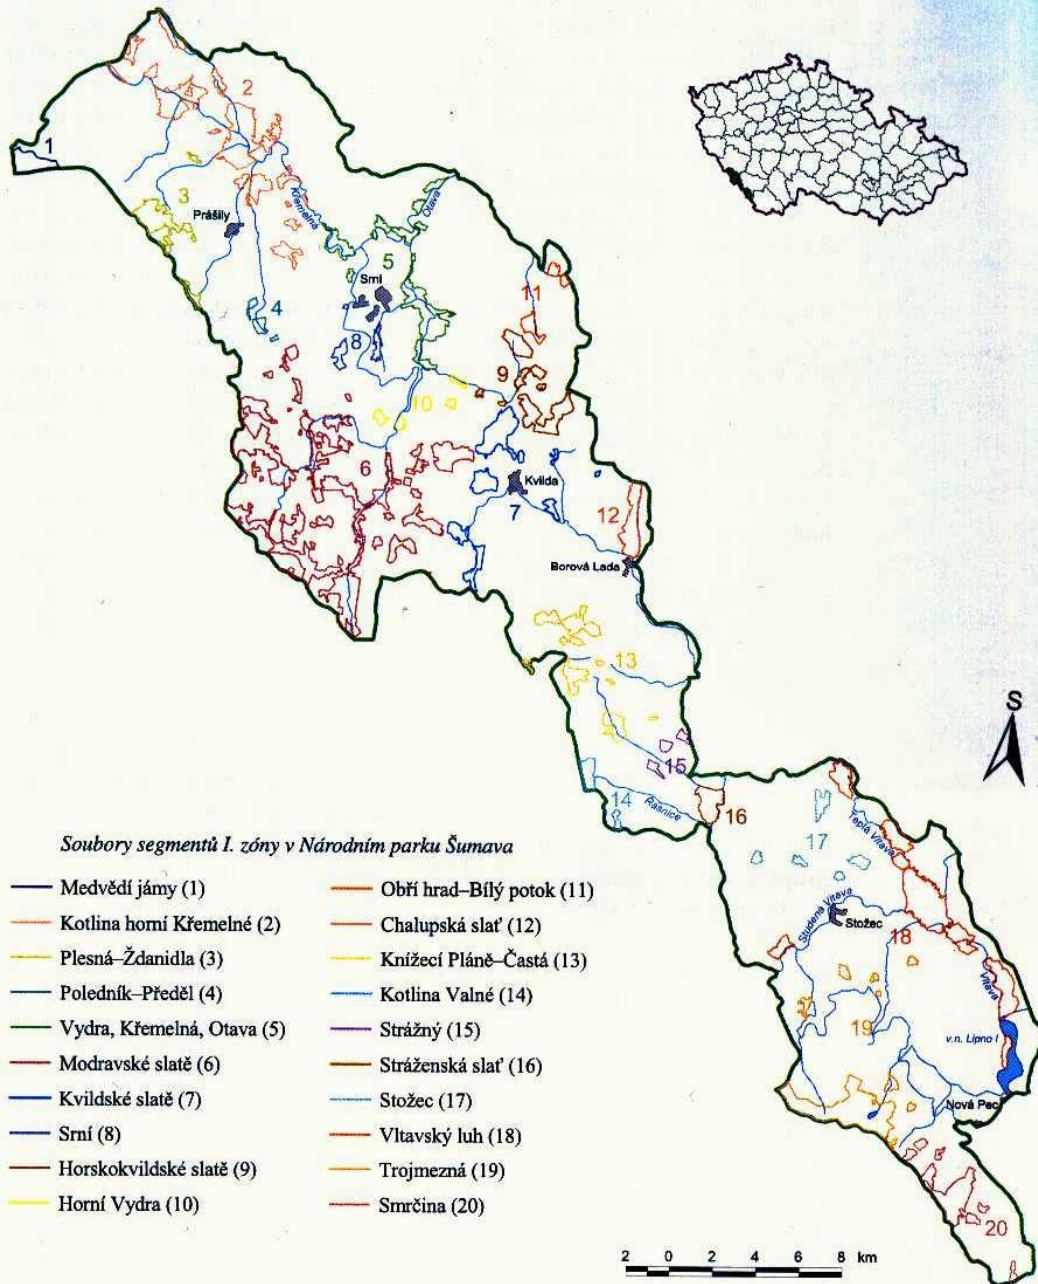 1
2
3
Prášily
Křemelná
Otava
5
Srní
4
8
11
9
10
6
Kvilda
7
12
Borová Lada
13
S
15
14
Řasnice
16
17
Teplá Vltava
Studená Vltava
Stožec
18
Vltava
19
v.n. Lipno I
Nová Pec
20
Soubory segmentů I. zóny v Národním parku Šumava
Medvědí jámy (1)
Kotlina horní Křemelné (2)
Plesná–Ždanidla (3)
Poledník–Předěl (4)
Vydra, Křemelná, Otava (5)
Modravské slatě (6)
Kvildské slatě (7)
Srní (8)
Horskokvildské slatě (9)
Horní Vydra (10)
Obří hrad–Bílý potok (11)
Chalupská slať (12)
Knížecí Pláně–Častá (13)
Kotlina Valné (14)
Strážný (15)
Stráženská slať (16)
Stožec (17)
Vltavský luh (18)
Trojmezná (19)
Smrčina (20)
2 0 2 4 6 8 km